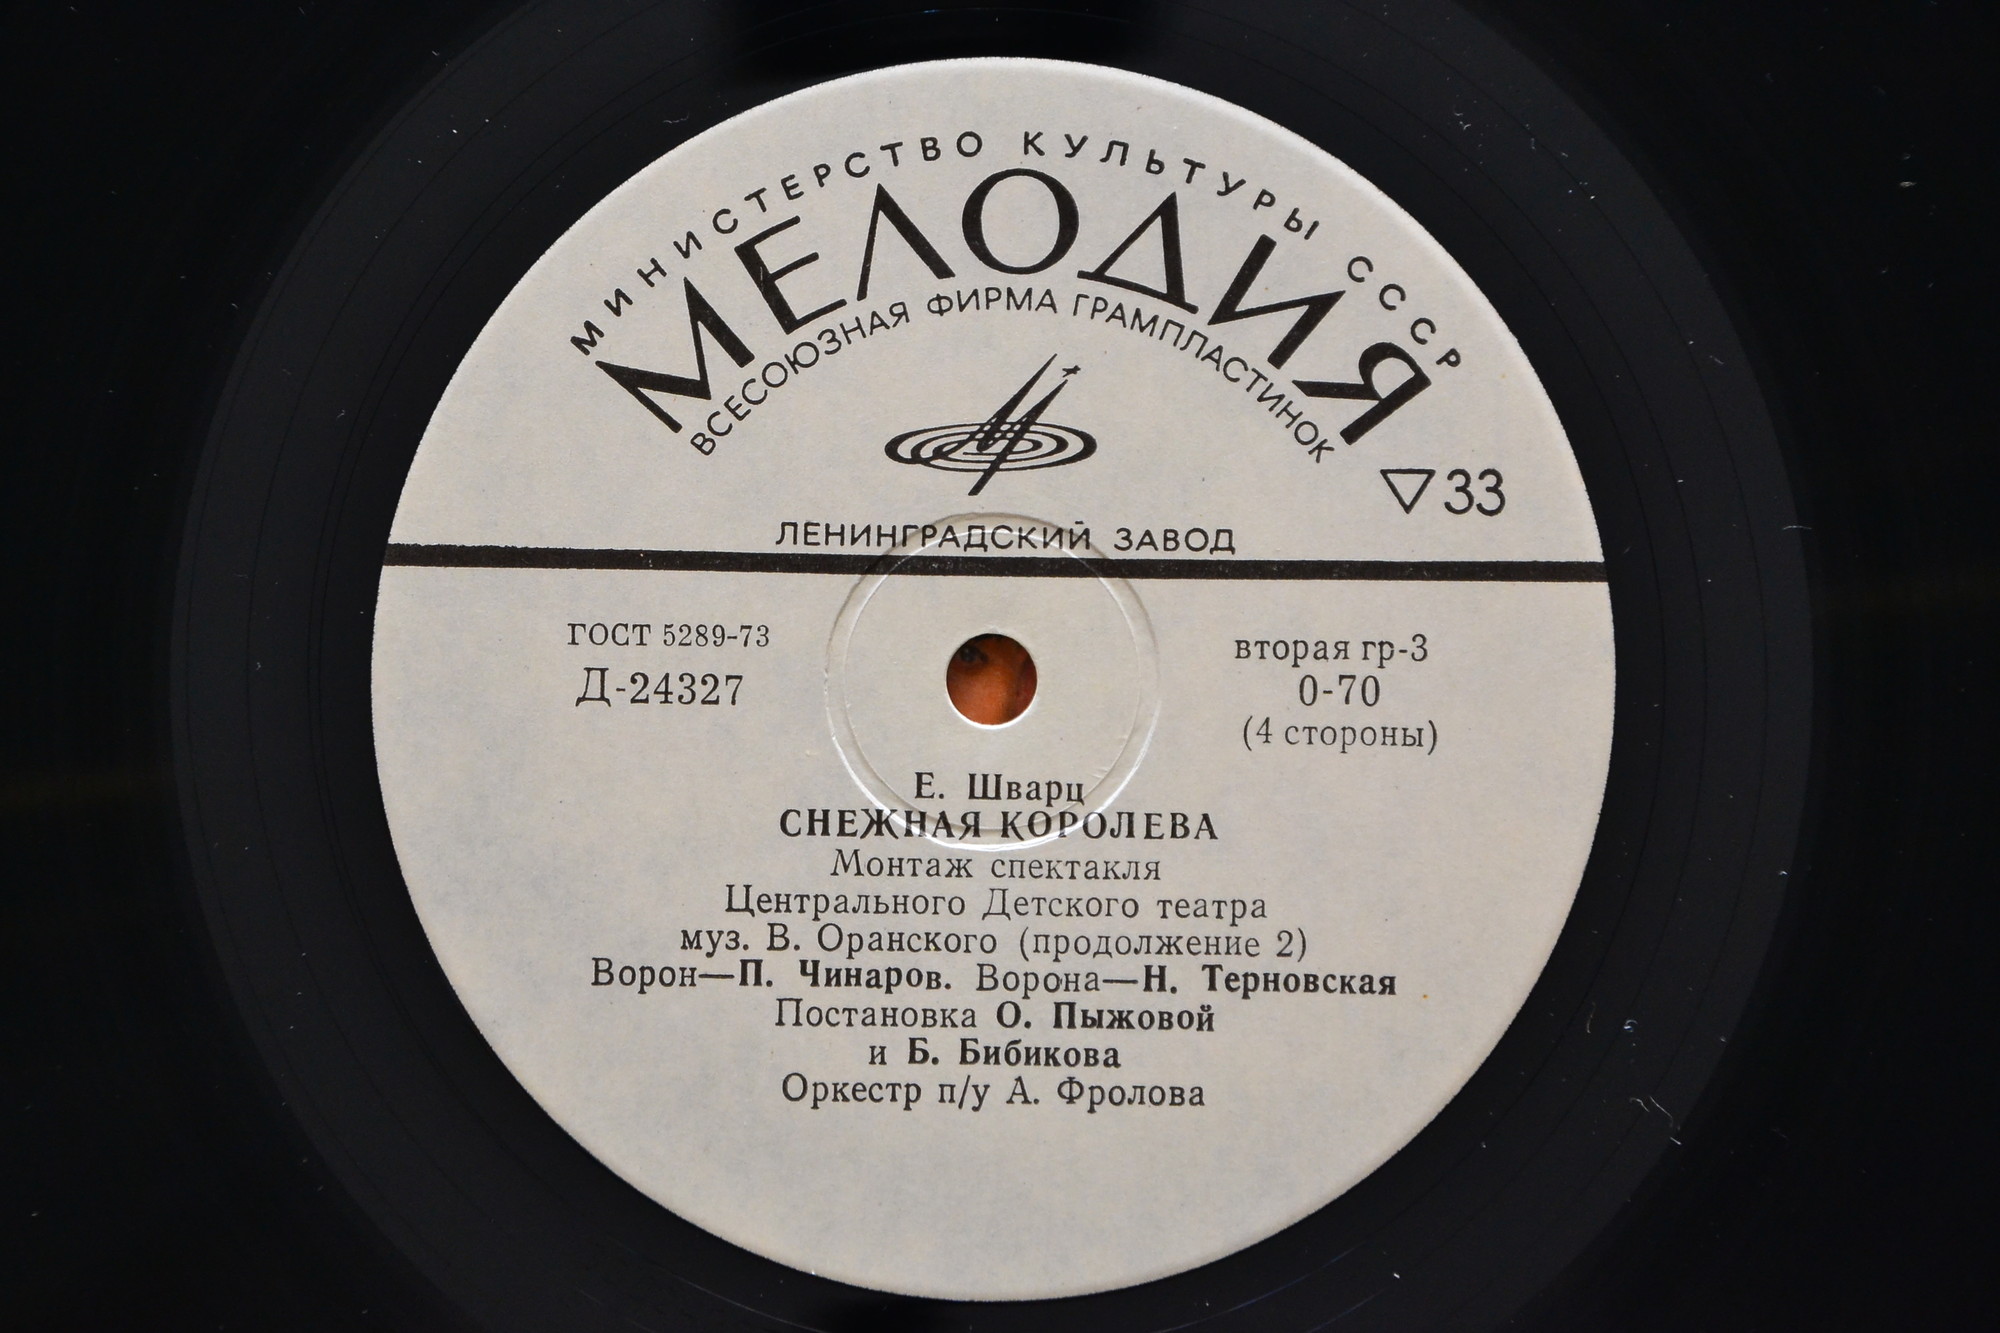 МИНИСТЕРСТВО КУЛЬТУРЫ СССР
МЕЛОДИЯ
ВСЕСОЮЗНАЯ ФИРМА ГРАМПЛАСТИНОК
▽33
ЛЕНИНГРАДСКИЙ ЗАВОД
ГОСТ 5289-73
Д-24327
вторая гр-3
0-70
(4 стороны)
Е. Шварц
СНЕЖНАЯ КОРОЛЕВА
Монтаж спектакля
Центрального Детского театра
муз. В. Оранского (продолжение 2)
Ворон—П. Чинаров. Ворона—Н. Терновская
Постановка О. Пыжовой
и Б. Бибикова
Оркестр п/у А. Фролова